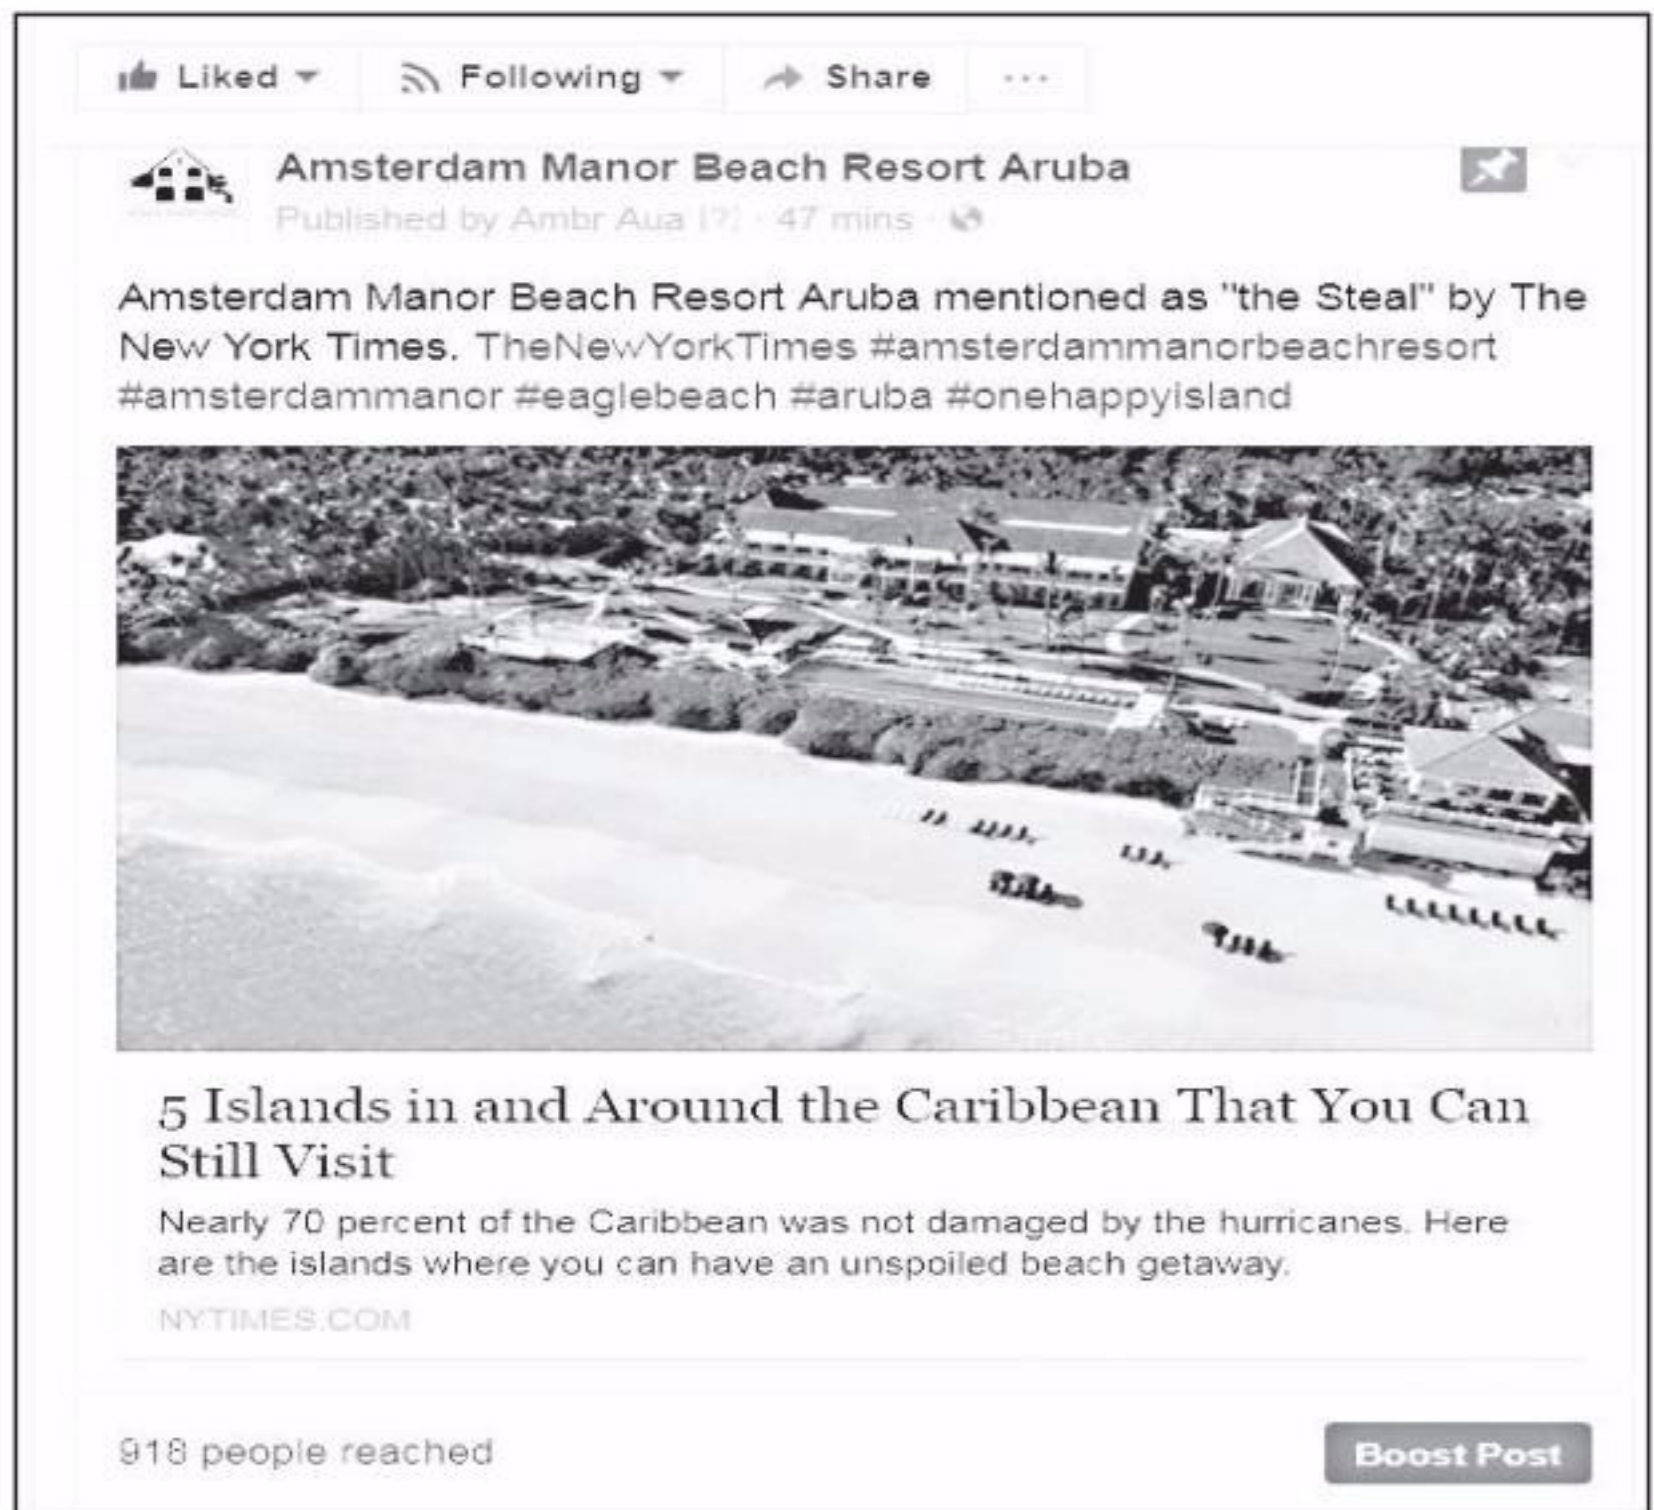 Liked Following Share ...
Amsterdam Manor Beach Resort Aruba
Published by Ambr Aua [?] · 47 mins ·
Amsterdam Manor Beach Resort Aruba mentioned as "the Steal" by The
New York Times. TheNewYorkTimes #amsterdammanorbeachresort
#amsterdammanor #eaglebeach #aruba #onehappyisland
5 Islands in and Around the Caribbean That You Can
Still Visit
Nearly 70 percent of the Caribbean was not damaged by the hurricanes. Here
are the islands where you can have an unspoiled beach getaway.
NYTIMES.COM
918 people reached Boost Post